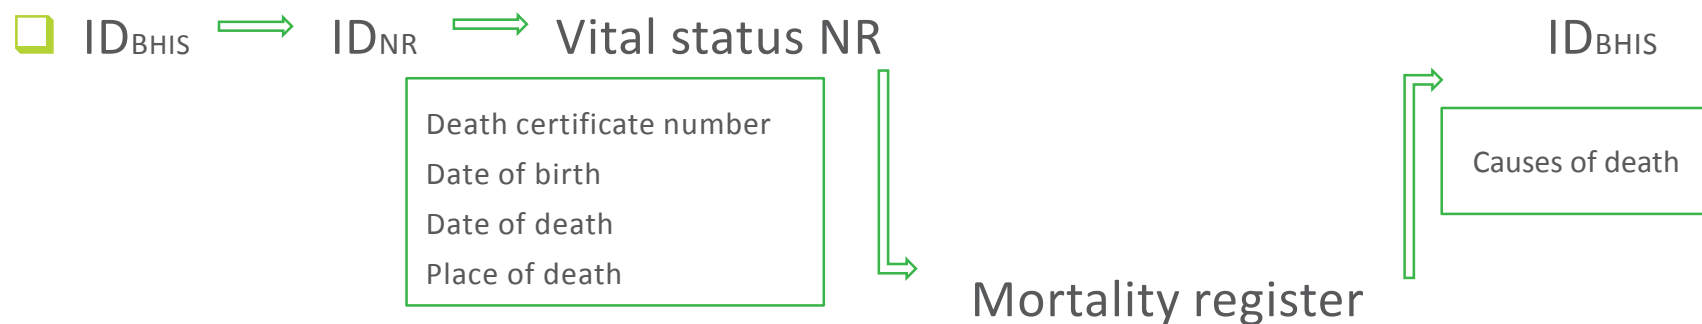 IDBHIS IDNR Vital status NR IDBHIS
Death certificate number
Date of birth
Date of death
Place of death
Causes of death
Mortality register